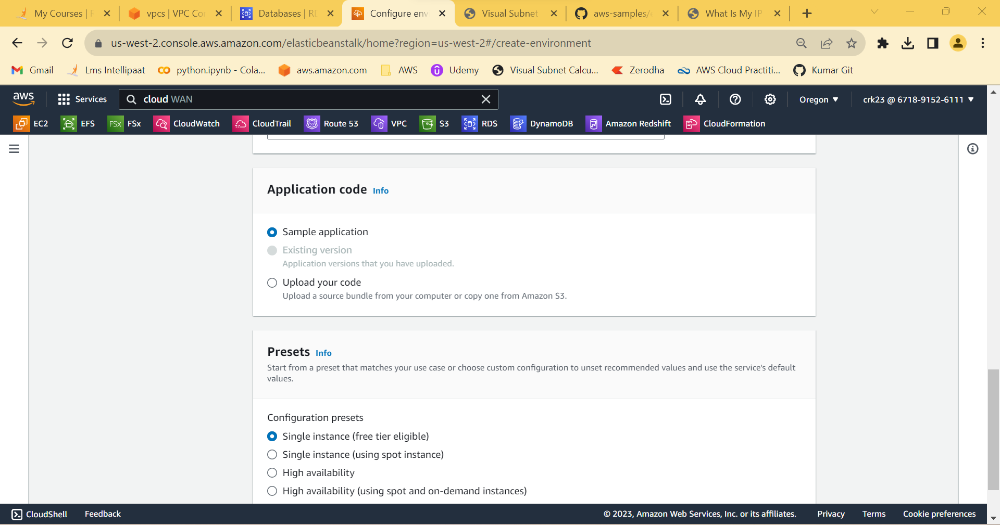 My Courses |
vpcs | VPC Co
Databases | R
Configure env
Visual Subnet
aws-samples/
What Is My IP
us-west-2.console.aws.amazon.com/elasticbeanstalk/home?region=us-west-2#/create-environment
Gmail
Lms Intellipaat
python.ipynb - Cola...
aws.amazon.com
AWS
Udemy
Visual Subnet Calcu...
Zerodha
AWS Cloud Practiti...
Kumar Git
aws
Services
cloud WAN
Oregon
crk23 @ 6718-9152-6111
EC2
EFS
FSx
FSx
CloudWatch
CloudTrail
Route 53
VPC
S3
RDS
DynamoDB
Amazon Redshift
CloudFormation
Application code Info
Sample application
Existing version
Application versions that you have uploaded.
Upload your code
Upload a source bundle from your computer or copy one from Amazon S3.
Presets Info
Start from a preset that matches your use case or choose custom configuration to unset recommended values and use the service's default
values.
Configuration presets
Single instance (free tier eligible)
Single instance (using spot instance)
High availability
High availability (using spot and on-demand instances)
CloudShell
Feedback
© 2023, Amazon Web Services, Inc. or its affiliates.
Privacy
Terms
Cookie preferences